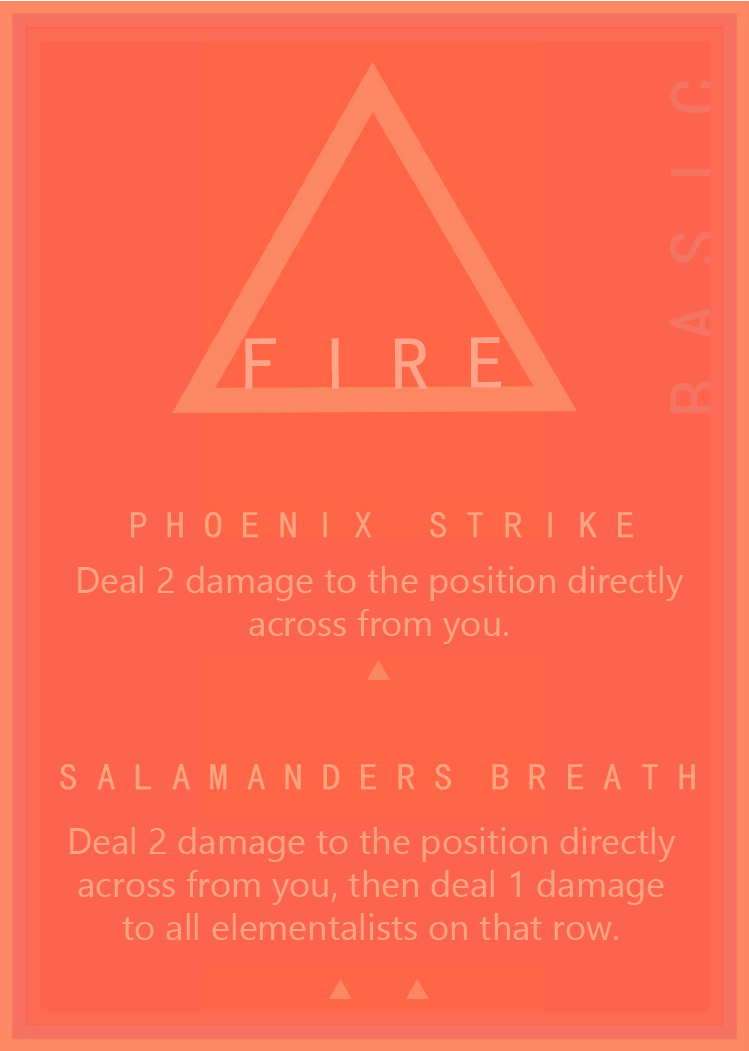 FIRE
BASIC
PHOENIX STRIKE
Deal 2 damage to the position directly
across from you.
SALAMANDERS BREATH
Deal 2 damage to the position directly
across from you, then deal 1 damage
to all elementalists on that row.